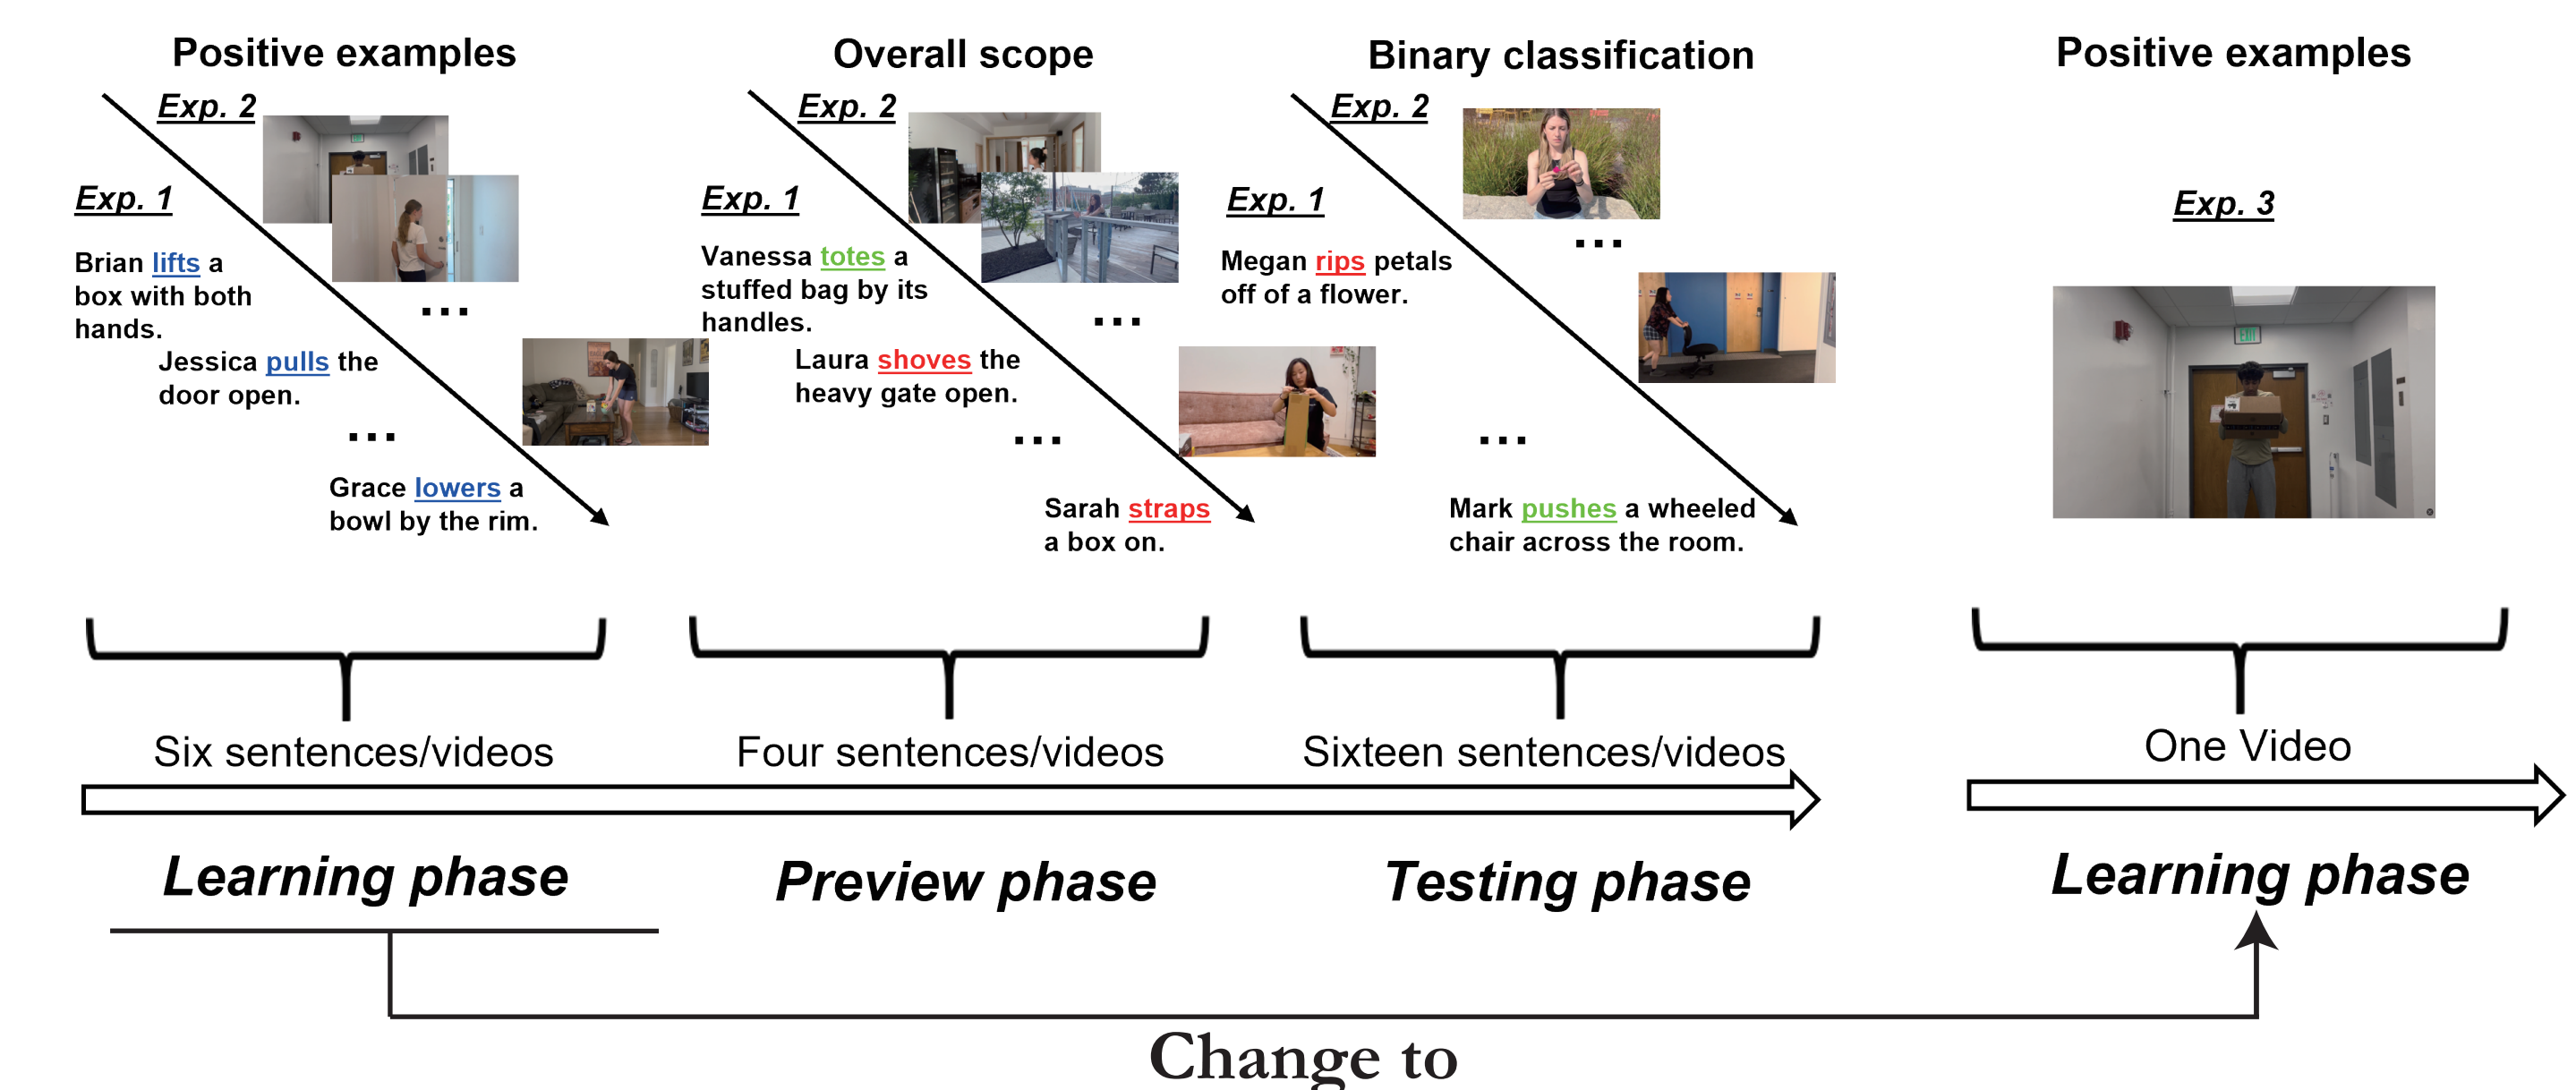 Positive examples
Exp. 2
Exp. 1
Brian lifts a
box with both
hands.
Jessica pulls the
door open.
...
...
Grace lowers a
bowl by the rim.
Six sentences/videos
Learning phase
Overall scope
Exp. 2
Exp. 1
Vanessa totes a
stuffed bag by its
handles.
Laura shoves the
heavy gate open.
...
...
Sarah straps
a box on.
Four sentences/videos
Preview phase
Binary classification
Exp. 2
Exp. 1
Megan rips petals
off of a flower.
...
...
Mark pushes a wheeled
chair across the room.
Sixteen sentences/videos
Testing phase
Positive examples
Exp. 3
EXIT
One Video
Learning phase
Change to